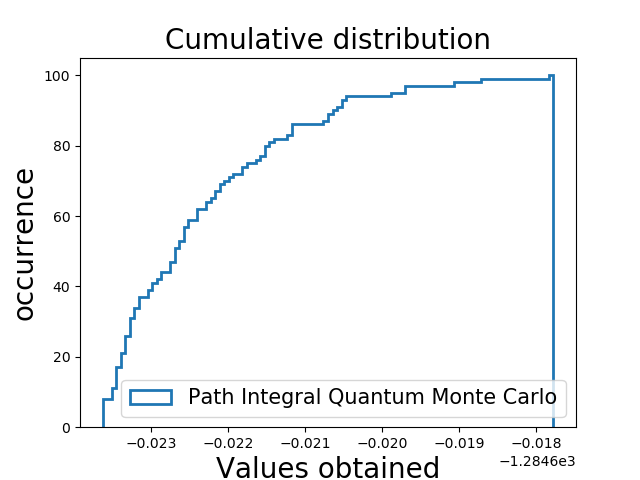 Cumulative distribution
100
80
60
40
20
0
occurrence
Path Integral Quantum Monte Carlo
−0.023 −0.022 −0.021 −0.020 −0.019 −0.018
−1.2846e3
Values obtained